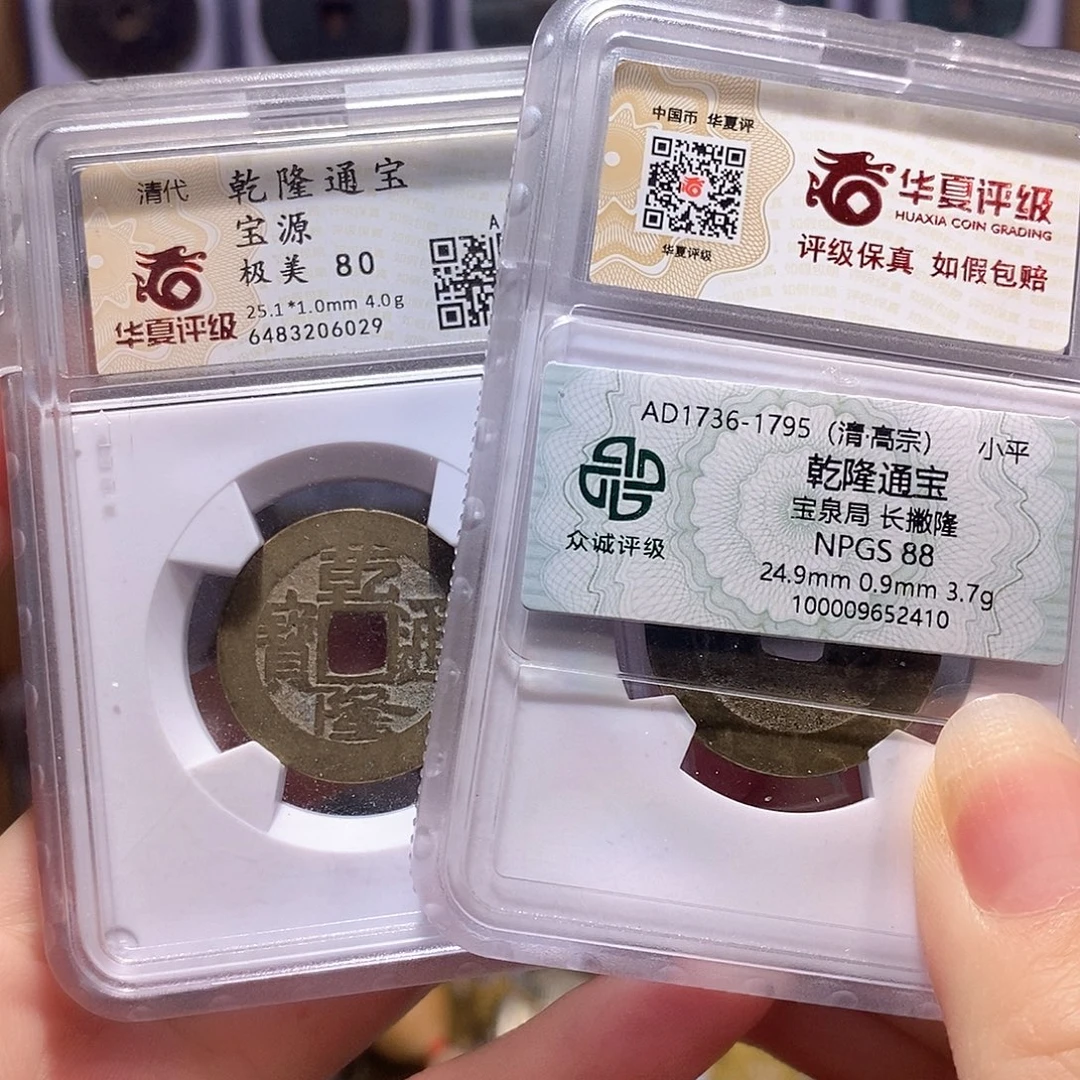 清代 乾隆通宝
宝源
极美 80
25.1*1.0mm 4.0g
华夏评级 6483206029
A
乾
寶 通
隆
中国币 华夏评
华夏评级
华夏评级
HUAXIA COIN GRADING
评级保真 如假包赔
AD1736-1795（清·高宗） 小平
乾隆通宝
宝泉局 长撇隆
众诚评级 NPGS 88
24.9mm 0.9mm 3.7g
100009652410